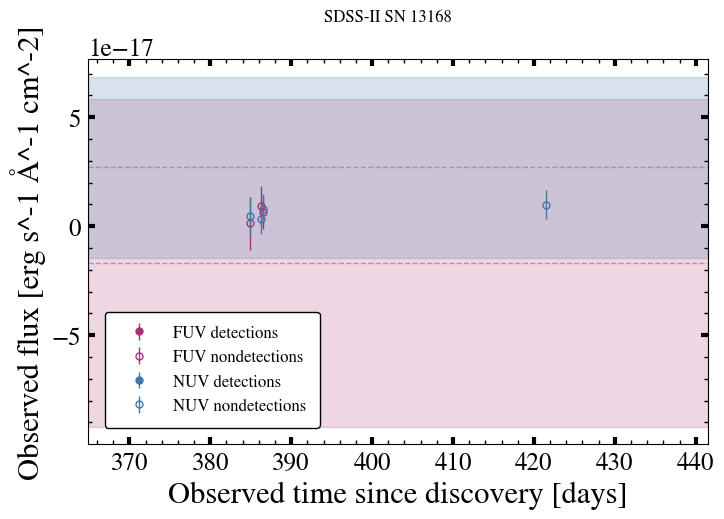 SDSS-II SN 13168
1e−17
Observed flux [erg s^-1 Å^-1 cm^-2]
5
0
−5
FUV detections
FUV nondetections
NUV detections
NUV nondetections
370 380 390 400 410 420 430 440
Observed time since discovery [days]